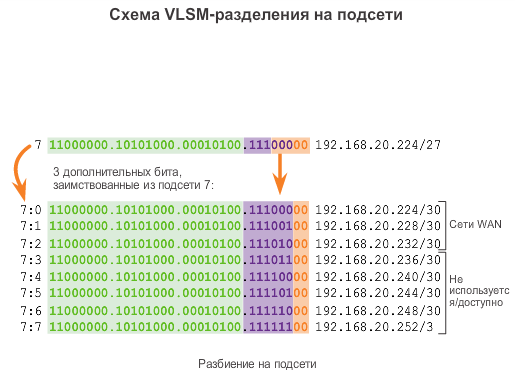 Схема VLSM-разделения на подсети
7 11000000.10101000.00010100.11100000 192.168.20.224/27
3 дополнительных бита,
заимствованные из подсети 7:
7:0 11000000.10101000.00010100.11100000 192.168.20.224/30
7:1 11000000.10101000.00010100.11100100 192.168.20.228/30
7:2 11000000.10101000.00010100.11101000 192.168.20.232/30
Сети WAN
7:3 11000000.10101000.00010100.11101100 192.168.20.236/30
7:4 11000000.10101000.00010100.11110000 192.168.20.240/30
7:5 11000000.10101000.00010100.11110100 192.168.20.244/30
7:6 11000000.10101000.00010100.11111000 192.168.20.248/30
7:7 11000000.10101000.00010100.11111100 192.168.20.252/3
Не
используетс
я/доступно
Разбиение на подсети